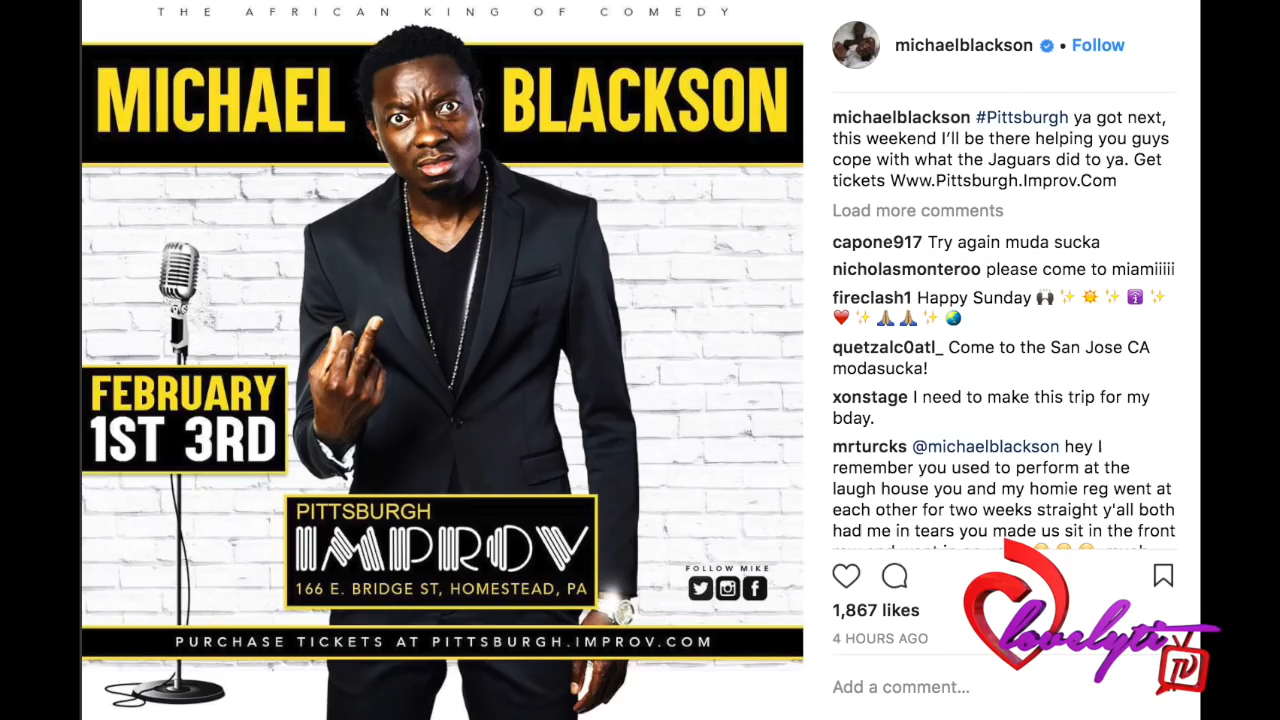 THE AFRICAN KING OF COMEDY
MICHAEL BLACKSON
FEBRUARY
1ST 3RD
PITTSBURGH
IMPROV
166 E. BRIDGE ST, HOMESTEAD, PA
FOLLOW MIKE
PURCHASE TICKETS AT PITTSBURGH.IMPROV.COM
michaelblackson • Follow
michaelblackson #Pittsburgh ya got next,
this weekend I’ll be there helping you guys
cope with what the Jaguars did to ya. Get
tickets Www.Pittsburgh.Improv.Com
Load more comments
capone917 Try again muda sucka
nicholasmonteroo please come to miamiiiii
fireclash1 Happy Sunday 🙌🏿 ✨ ☀️ ✨ 🛐 ✨
❤️ ✨ 🙏🏽 🙏🏽 ✨ 🌏
quetzalc0atl_ Come to the San Jose CA
modasucka!
xonstage I need to make this trip for my
bday.
mrturcks @michaelblackson hey I
remember you used to perform at the
laugh house you and my homie reg went at
each other for two weeks straight y'all both
had me in tears you made us sit in the front
1,867 likes
4 HOURS AGO
Add a comment...
lovelyti
TV